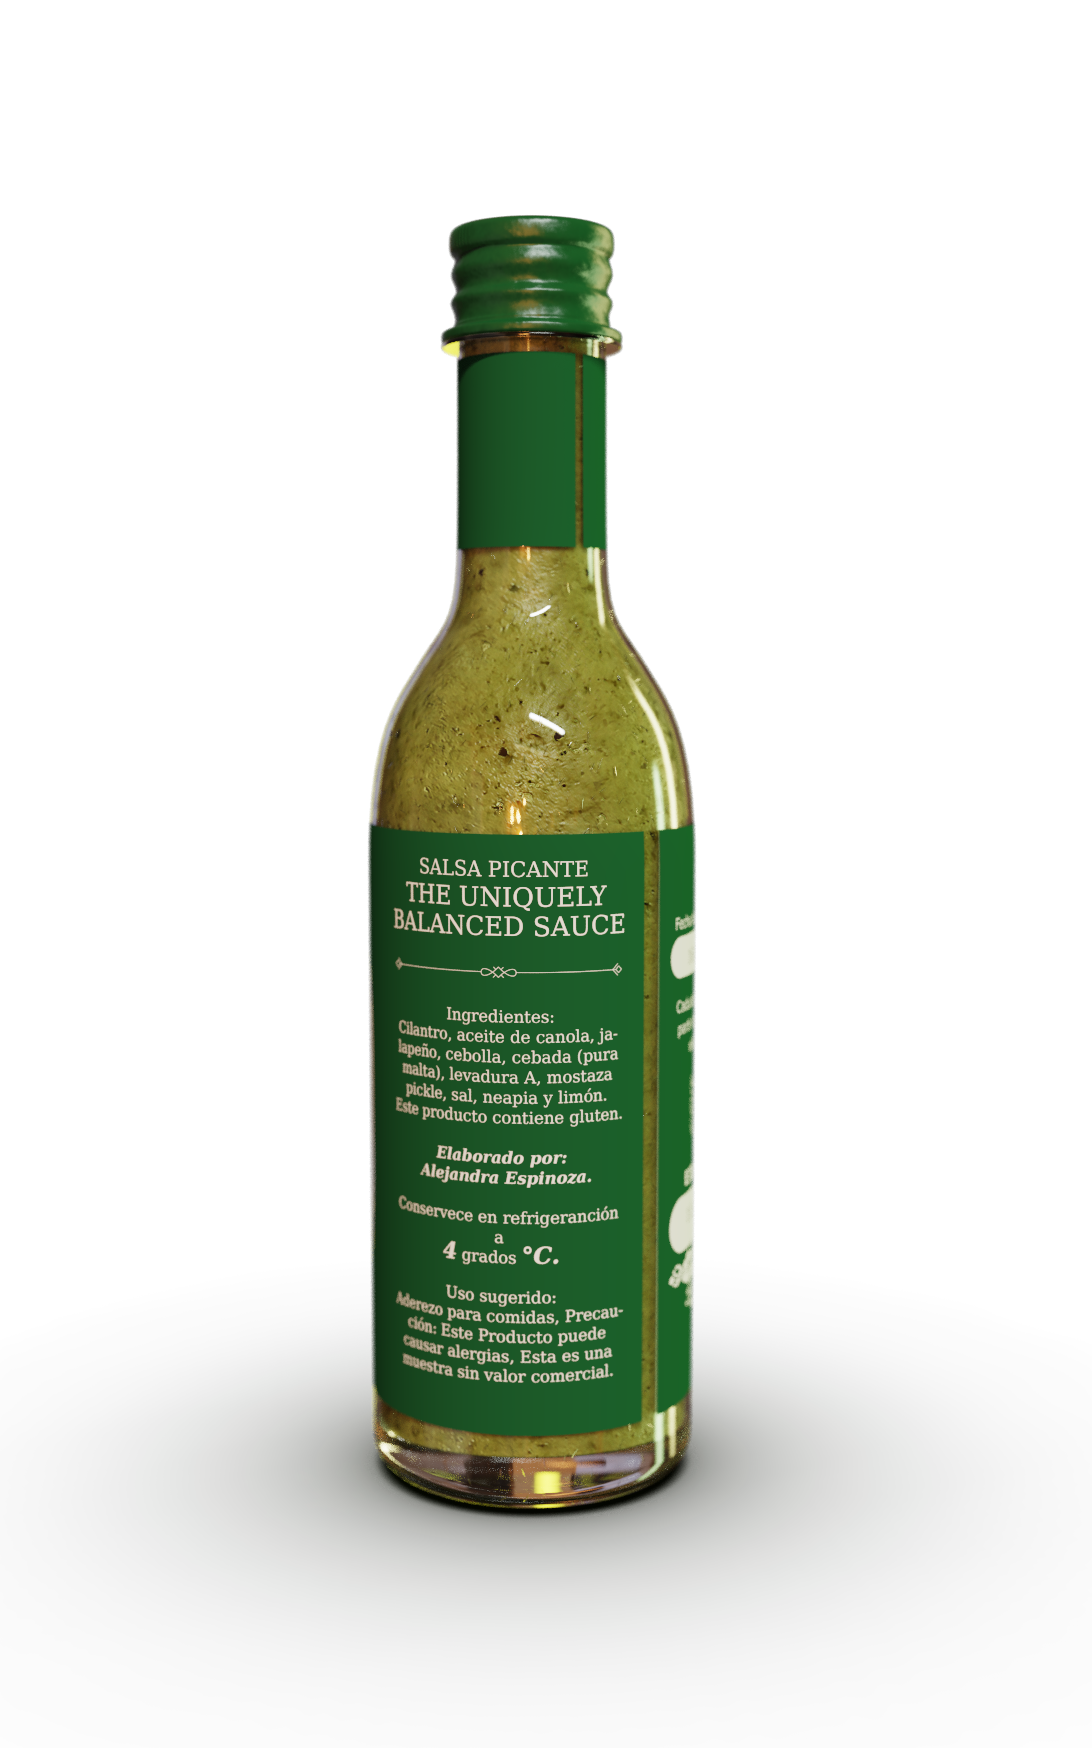 SALSA PICANTE
THE UNIQUELY
BALANCED SAUCE
Ingredientes:
Cilantro, aceite de canola, ja-
lapeño, cebolla, cebada (pura
malta), levadura A, mostaza
pickle, sal, neapia y limón.
Este producto contiene gluten.
Elaborado por:
Alejandra Espinoza.
Conservece en refrigeranción
a
4 grados °C.
Uso sugerido:
Aderezo para comidas, Precau-
ción: Este Producto puede
causar alergias, Esta es una
muestra sin valor comercial.